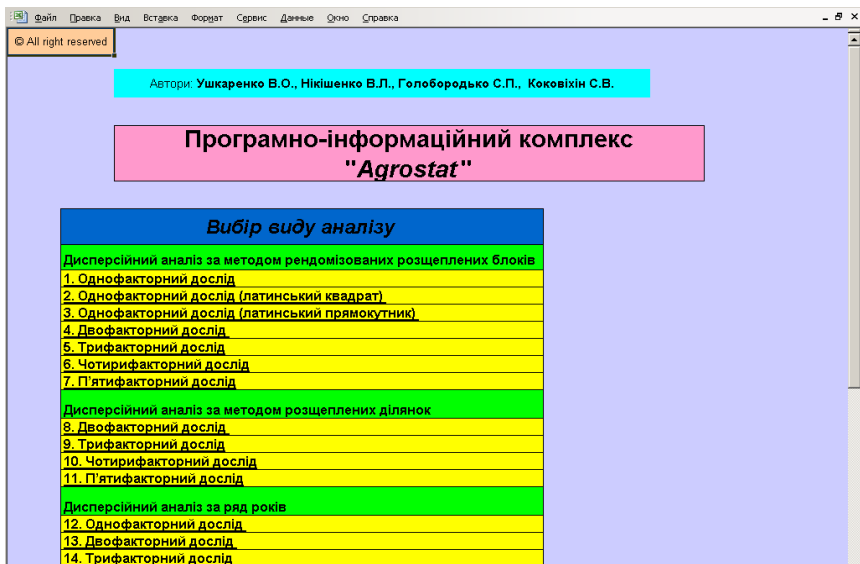 Файл Правка Вид Вставка Формат Сервис Данные Окно Справка
© All right reserved
Автори: Ушкаренко В.О., Нікішенко В.Л., Голобородько С.П., Коковіхін С.В.
Програмно-інформаційний комплекс
"Agrostat"
Вибір виду аналізу
Дисперсійний аналіз за методом рендомізованих розщеплених блоків
1. Однофакторний дослід
2. Однофакторний дослід (латинський квадрат)
3. Однофакторний дослід (латинський прямокутник)
4. Двофакторний дослід
5. Трифакторний дослід
6. Чотирифакторний дослід
7. П'ятифакторний дослід
Дисперсійний аналіз за методом розщеплених ділянок
8. Двофакторний дослід
9. Трифакторний дослід
10. Чотирифакторний дослід
11. П'ятифакторний дослід
Дисперсійний аналіз за ряд років
12. Однофакторний дослід
13. Двофакторний дослід
14. Трифакторний дослід